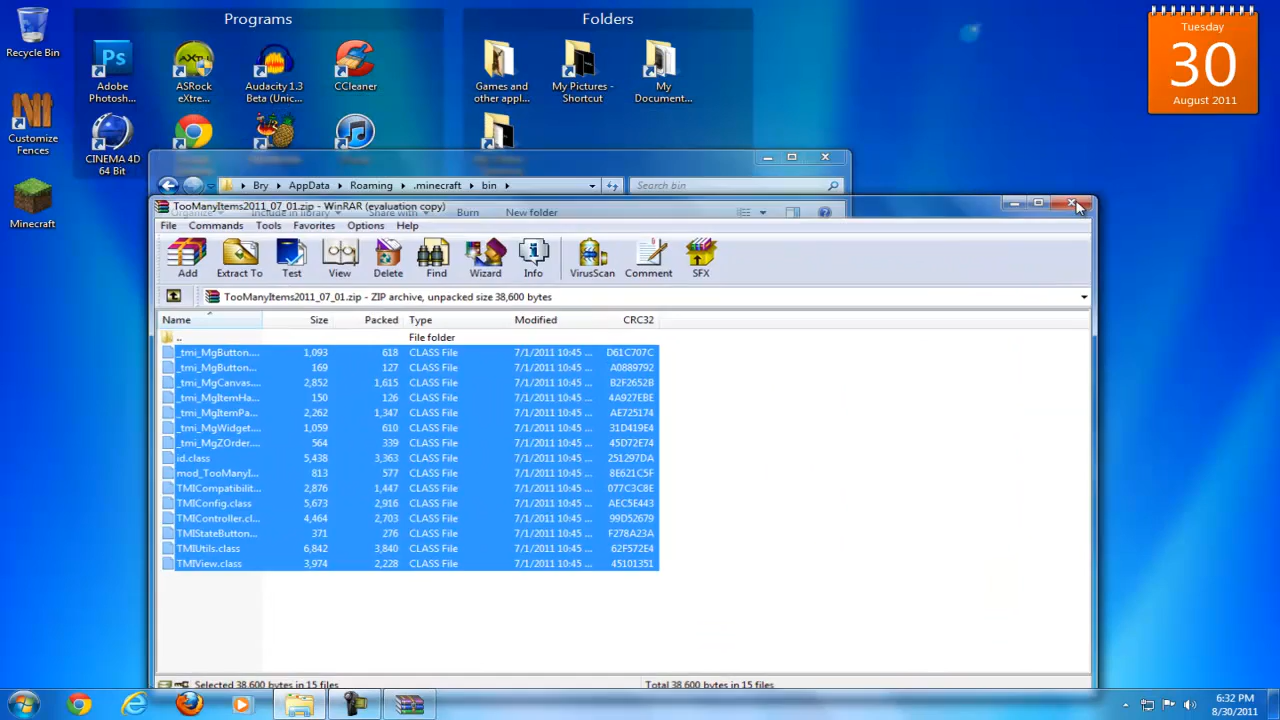 Programs
Folders
Recycle Bin
Adobe Photosh...
ASRock eXtre...
Audacity 1.3 Beta (Unic...
CCleaner
Games and other appl...
My Pictures - Shortcut
My Document...
Tuesday
30
August 2011
Customize Fences
CINEMA 4D 64 Bit
Minecraft
Bry AppData Roaming .minecraft bin
Search bin
Organize Include in library Share with Burn New folder
TooManyItems2011_07_01.zip - WinRAR (evaluation copy)
File Commands Tools Favorites Options Help
Add Extract To Test View Delete Find Wizard Info VirusScan Comment SFX
TooManyItems2011_07_01.zip - ZIP archive, unpacked size 38,600 bytes
Name Size Packed Type Modified CRC32
.. File folder
_tmi_MgButton.... 1,093 618 CLASS File 7/1/2011 10:45 ... D61C707C
_tmi_MgButton... 169 127 CLASS File 7/1/2011 10:45 ... A0889792
_tmi_MgCanvas.... 2,852 1,615 CLASS File 7/1/2011 10:45 ... B2F2652B
_tmi_MgItemHa... 150 126 CLASS File 7/1/2011 10:45 ... 4A927EBE
_tmi_MgItemPa... 2,262 1,347 CLASS File 7/1/2011 10:45 ... AE725174
_tmi_MgWidget.... 1,059 610 CLASS File 7/1/2011 10:45 ... 31D419E4
_tmi_MgZOrder.... 564 339 CLASS File 7/1/2011 10:45 ... 45D72E74
id.class 5,438 3,363 CLASS File 7/1/2011 10:45 ... 251297DA
mod_TooManyI... 813 577 CLASS File 7/1/2011 10:45 ... 8E621C5F
TMICompatibilit... 2,876 1,447 CLASS File 7/1/2011 10:45 ... 077C3C8E
TMIConfig.class 5,673 2,916 CLASS File 7/1/2011 10:45 ... AEC5E443
TMIController.cl... 4,464 2,703 CLASS File 7/1/2011 10:45 ... 99D52679
TMIStateButton... 371 276 CLASS File 7/1/2011 10:45 ... F278A23A
TMIUtils.class 6,842 3,840 CLASS File 7/1/2011 10:45 ... 62F572E4
TMIView.class 3,974 2,228 CLASS File 7/1/2011 10:45 ... 45101351
Selected 38,600 bytes in 15 files
Total 38,600 bytes in 15 files
6:32 PM
8/30/2011